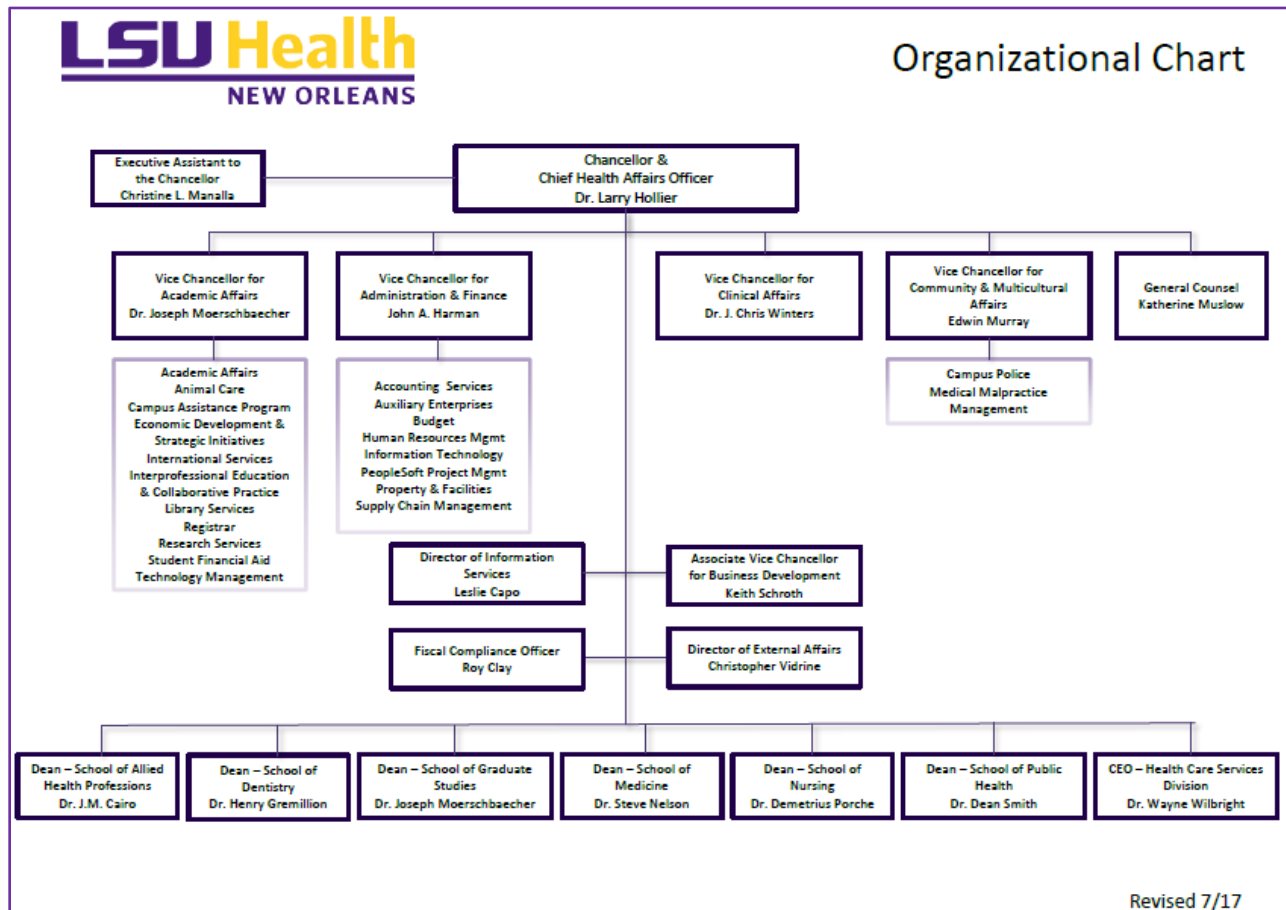 LSU Health
NEW ORLEANS
Organizational Chart
Executive Assistant to
the Chancellor
Christine L. Manalla
Chancellor &
Chief Health Affairs Officer
Dr. Larry Hollier
Vice Chancellor for
Academic Affairs
Dr. Joseph Moerschbaecher
Vice Chancellor for
Administration & Finance
John A. Harman
Vice Chancellor for
Clinical Affairs
Dr. J. Chris Winters
Vice Chancellor for
Community & Multicultural
Affairs
Edwin Murray
General Counsel
Katherine Muslow
Academic Affairs
Animal Care
Campus Assistance Program
Economic Development &
Strategic Initiatives
International Services
Interprofessional Education
& Collaborative Practice
Library Services
Registrar
Research Services
Student Financial Aid
Technology Management
Accounting Services
Auxiliary Enterprises
Budget
Human Resources Mgmt
Information Technology
PeopleSoft Project Mgmt
Property & Facilities
Supply Chain Management
Campus Police
Medical Malpractice
Management
Director of Information
Services
Leslie Capo
Associate Vice Chancellor
for Business Development
Keith Schroth
Fiscal Compliance Officer
Roy Clay
Director of External Affairs
Christopher Vidrine
Dean – School of Allied
Health Professions
Dr. J.M. Cairo
Dean – School of
Dentistry
Dr. Henry Gremillion
Dean – School of Graduate
Studies
Dr. Joseph Moerschbaecher
Dean – School of
Medicine
Dr. Steve Nelson
Dean – School of
Nursing
Dr. Demetrius Porche
Dean – School of Public
Health
Dr. Dean Smith
CEO – Health Care Services
Division
Dr. Wayne Wilbright
Revised 7/17